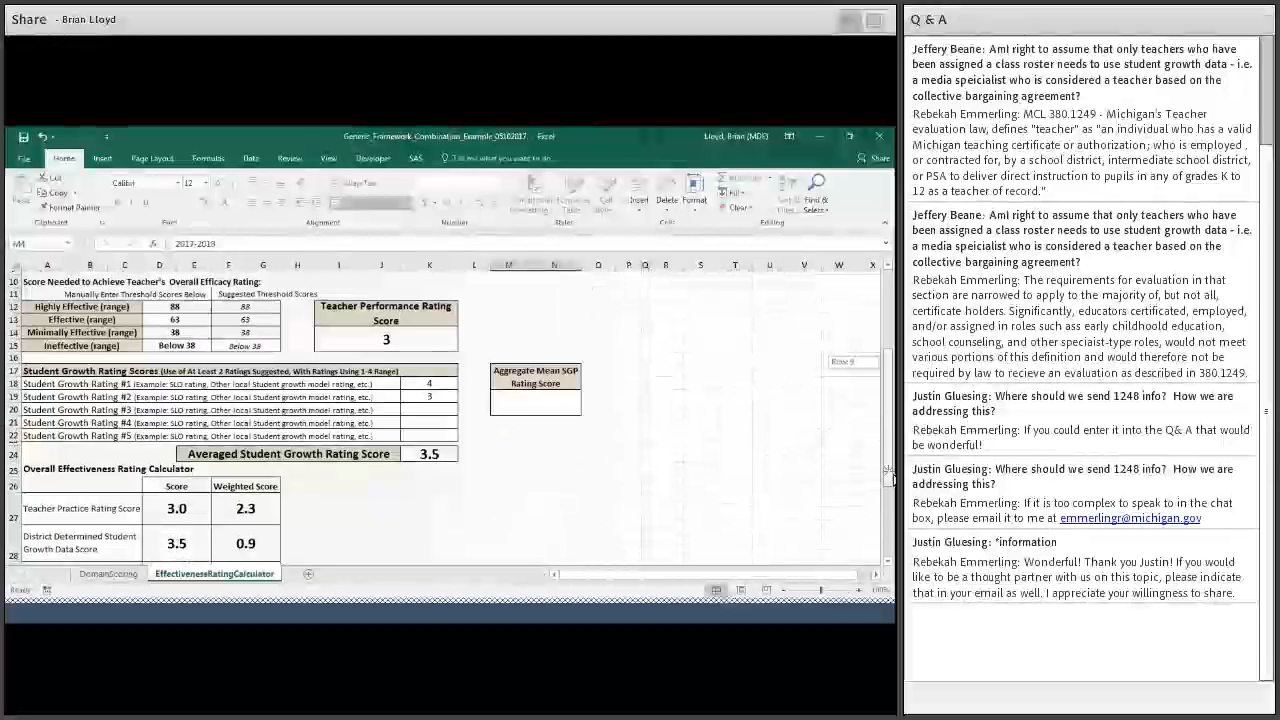 Share - Brian Lloyd
Generic_Framework_Combination_Example_05102017 - Excel
Lloyd, Brian (MDE)
File Home Insert Page Layout Formulas Data Review View Developer SAS Tell me what you want to do... Share
Cut
Copy
Format Painter
Calibri 12
Insert Delete Format
Fill
Clear
Find &
Select
Clipboard Font Alignment Number Styles Cells Editing
M4 fx 2017-2018
A B C D E F G H I J K L M N O P Q R S T U V W X
10 Score Needed to Achieve Teacher's Overall Efficacy Rating:
11 Manually Enter Threshold Scores Below Suggested Threshold Scores
12 Highly Effective (range) 88 88
13 Effective (range) 63 63
14 Minimally Effective (range) 38 38
15 Ineffective (range) Below 38 Below 38
Teacher Performance Rating
Score
3
16
Row 9
17 Student Growth Rating Scores (Use of At Least 2 Ratings Suggested, With Ratings Using 1-4 Range)
18 Student Growth Rating #1 (Example: SLO rating, Other local Student growth model rating, etc.) 4
19 Student Growth Rating #2 (Example: SLO rating, Other local Student growth model rating, etc.) 3
20 Student Growth Rating #3 (Example: SLO rating, Other local Student growth model rating, etc.)
21 Student Growth Rating #4 (Example: SLO rating, Other local Student growth model rating, etc.)
22 Student Growth Rating #5 (Example: SLO rating, Other local Student growth model rating, etc.)
Aggregate Mean SGP
Rating Score
24 Averaged Student Growth Rating Score 3.5
25 Overall Effectiveness Rating Calculator
26 Score Weighted Score
27 Teacher Practice Rating Score 3.0 2.3
District Determined Student
28 Growth Data Score 3.5 0.9
DomainScoring EffectivenessRatingCalculator
Ready 100%
Q & A
Jeffery Beane: AmI right to assume that only teachers who have
been assigned a class roster needs to use student growth data - i.e.
a media speicialist who is considered a teacher based on the
collective bargaining agreement?
Rebekah Emmerling: MCL 380.1249 - Michigan's Teacher
evaluation law, defines "teacher" as "an individual who has a valid
Michigan teaching certificate or authorization; who is employed ,
or contracted for, by a school district, intermediate school district,
or PSA to deliver direct instruction to pupils in any of grades K to
12 as a teacher of record."
Jeffery Beane: AmI right to assume that only teachers who have
been assigned a class roster needs to use student growth data - i.e.
a media speicialist who is considered a teacher based on the
collective bargaining agreement?
Rebekah Emmerling: The requirements for evaluation in that
section are narrowed to apply to the majority of, but not all,
certificate holders. Significantly, edcuators certificated, employed,
and/or assigned in roles such ass early childhoold education,
school counseling, and other specialst-type roles, would not meet
various portions of this definition and would therefore not be
required by law to recieve an evaluation as described in 380.1249.
Justin Gluesing: Where should we send 1248 info? How we are
addressing this?
Rebekah Emmerling: If you could enter it into the Q& A that would
be wonderful!
Justin Gluesing: Where should we send 1248 info? How we are
addressing this?
Rebekah Emmerling: If it is too complex to speak to in the chat
box, please email it to me at emmerlingr@michigan.gov
Justin Gluesing: *information
Rebekah Emmerling: Wonderful! Thank you Justin! If you would
like to be a thought partner with us on this topic, please indicate
that in your email as well. I appreciate your willingness to share.